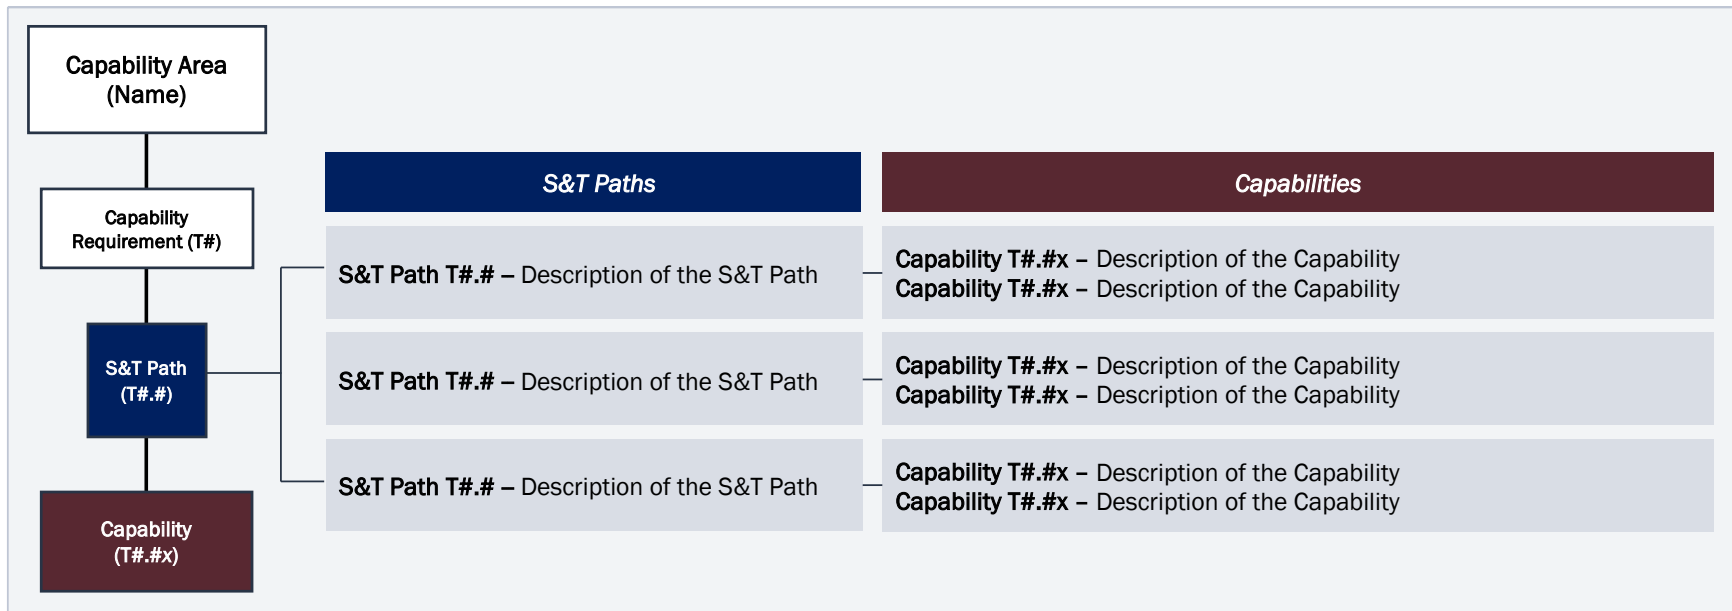 Capability Area
(Name)
Capability
Requirement (T#)
S&T Path
(T#.#)
Capability
(T#.#x)
S&T Paths
Capabilities
S&T Path T#.# – Description of the S&T Path
Capability T#.#x – Description of the Capability
Capability T#.#x – Description of the Capability
S&T Path T#.# – Description of the S&T Path
Capability T#.#x – Description of the Capability
Capability T#.#x – Description of the Capability
S&T Path T#.# – Description of the S&T Path
Capability T#.#x – Description of the Capability
Capability T#.#x – Description of the Capability